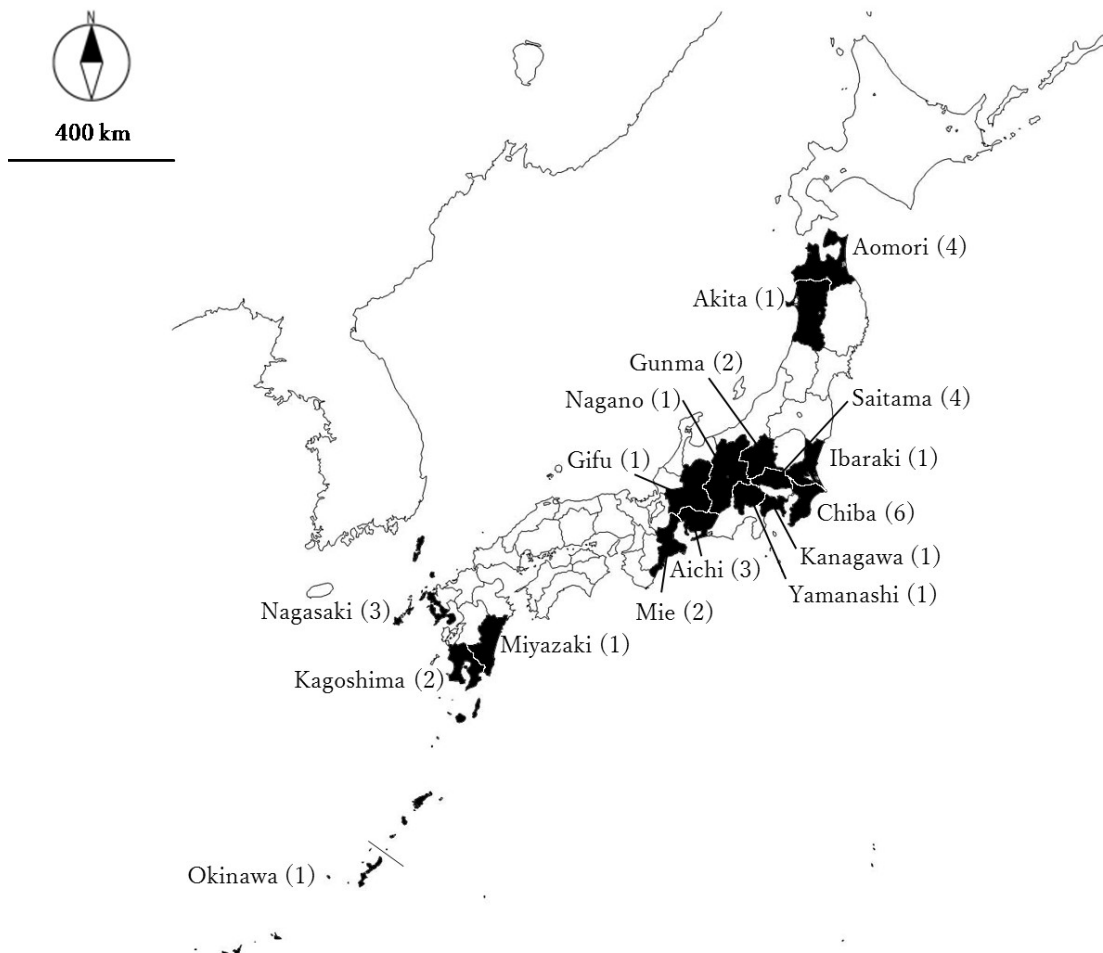 N
400 km
Aomori (4)
Akita (1)
Gunma (2)
Nagano (1)
Saitama (4)
Gifu (1)
Ibaraki (1)
Chiba (6)
Kanagawa (1)
Aichi (3)
Yamanashi (1)
Mie (2)
Nagasaki (3)
Miyazaki (1)
Kagoshima (2)
Okinawa (1)